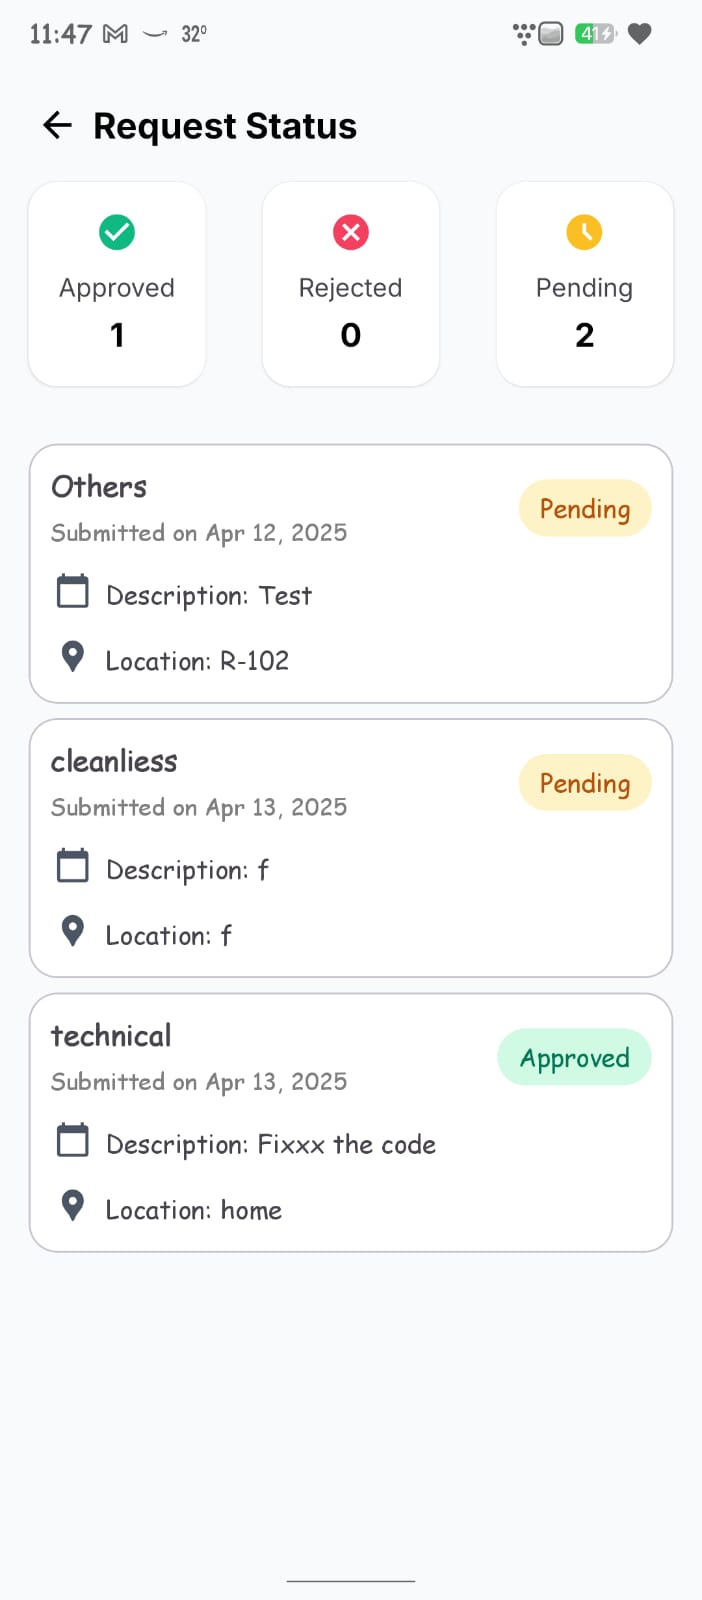 11:47 32°
41
Request Status
Approved Rejected Pending
1 0 2
Others
Pending
Submitted on Apr 12, 2025
Description: Test
Location: R-102
cleanliess
Pending
Submitted on Apr 13, 2025
Description: f
Location: f
technical
Approved
Submitted on Apr 13, 2025
Description: Fixxx the code
Location: home